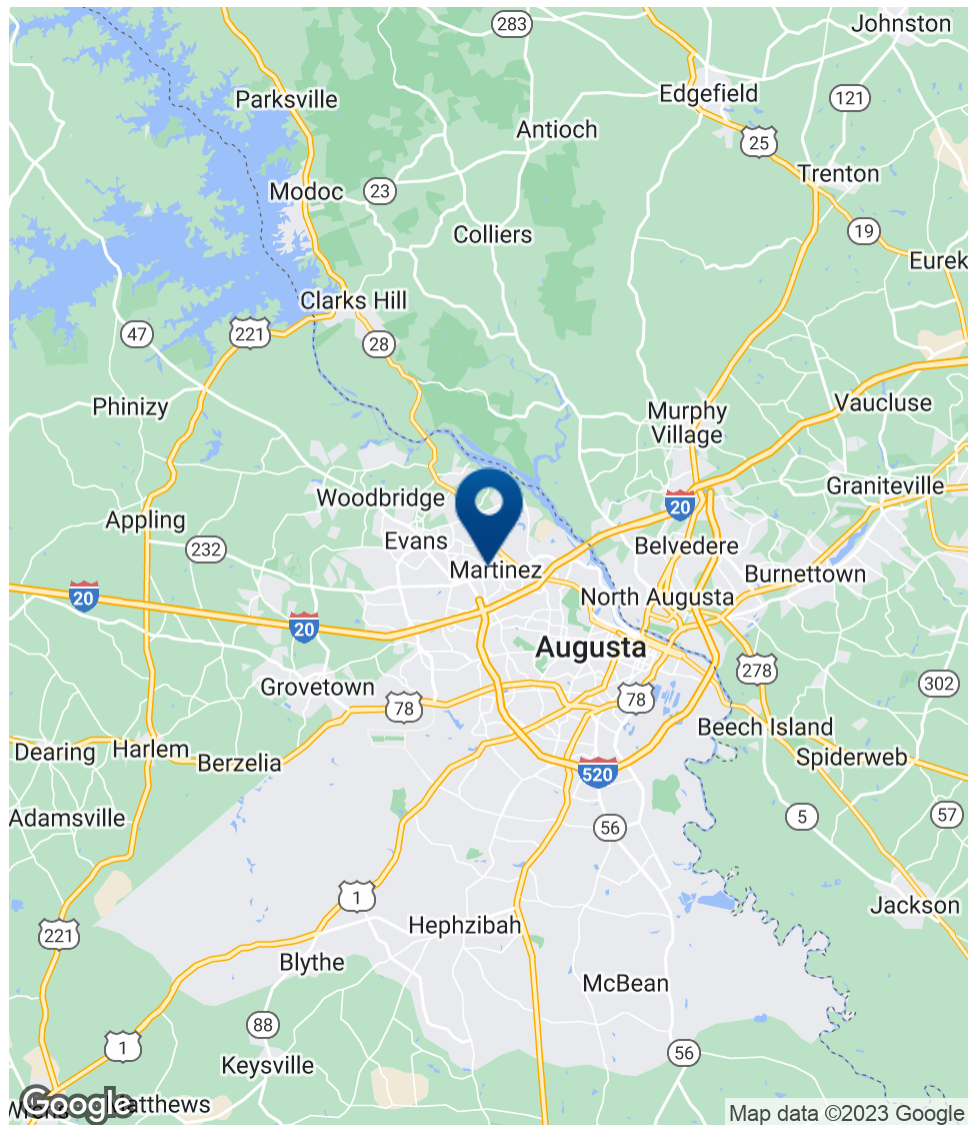 283
Johnston
Parksville
Edgefield
121
Antioch
25
Trenton
Modoc
23
19
Colliers
Eurek
Clarks Hill
221
47
28
Phinizy
Vaucluse
Murphy
Village
Woodbridge
Graniteville
20
Appling
Evans
232
Belvedere
Martinez
Burnettown
20
North Augusta
20
Augusta
278
Grovetown
302
78
78
Beech Island
Dearing
Harlem
Berzelia
Spiderweb
520
Adamsville
56
5
57
1
Jackson
221
Hephzibah
Blythe
McBean
88
1
56
Keysville
Google
atthews
Map data ©2023 Google